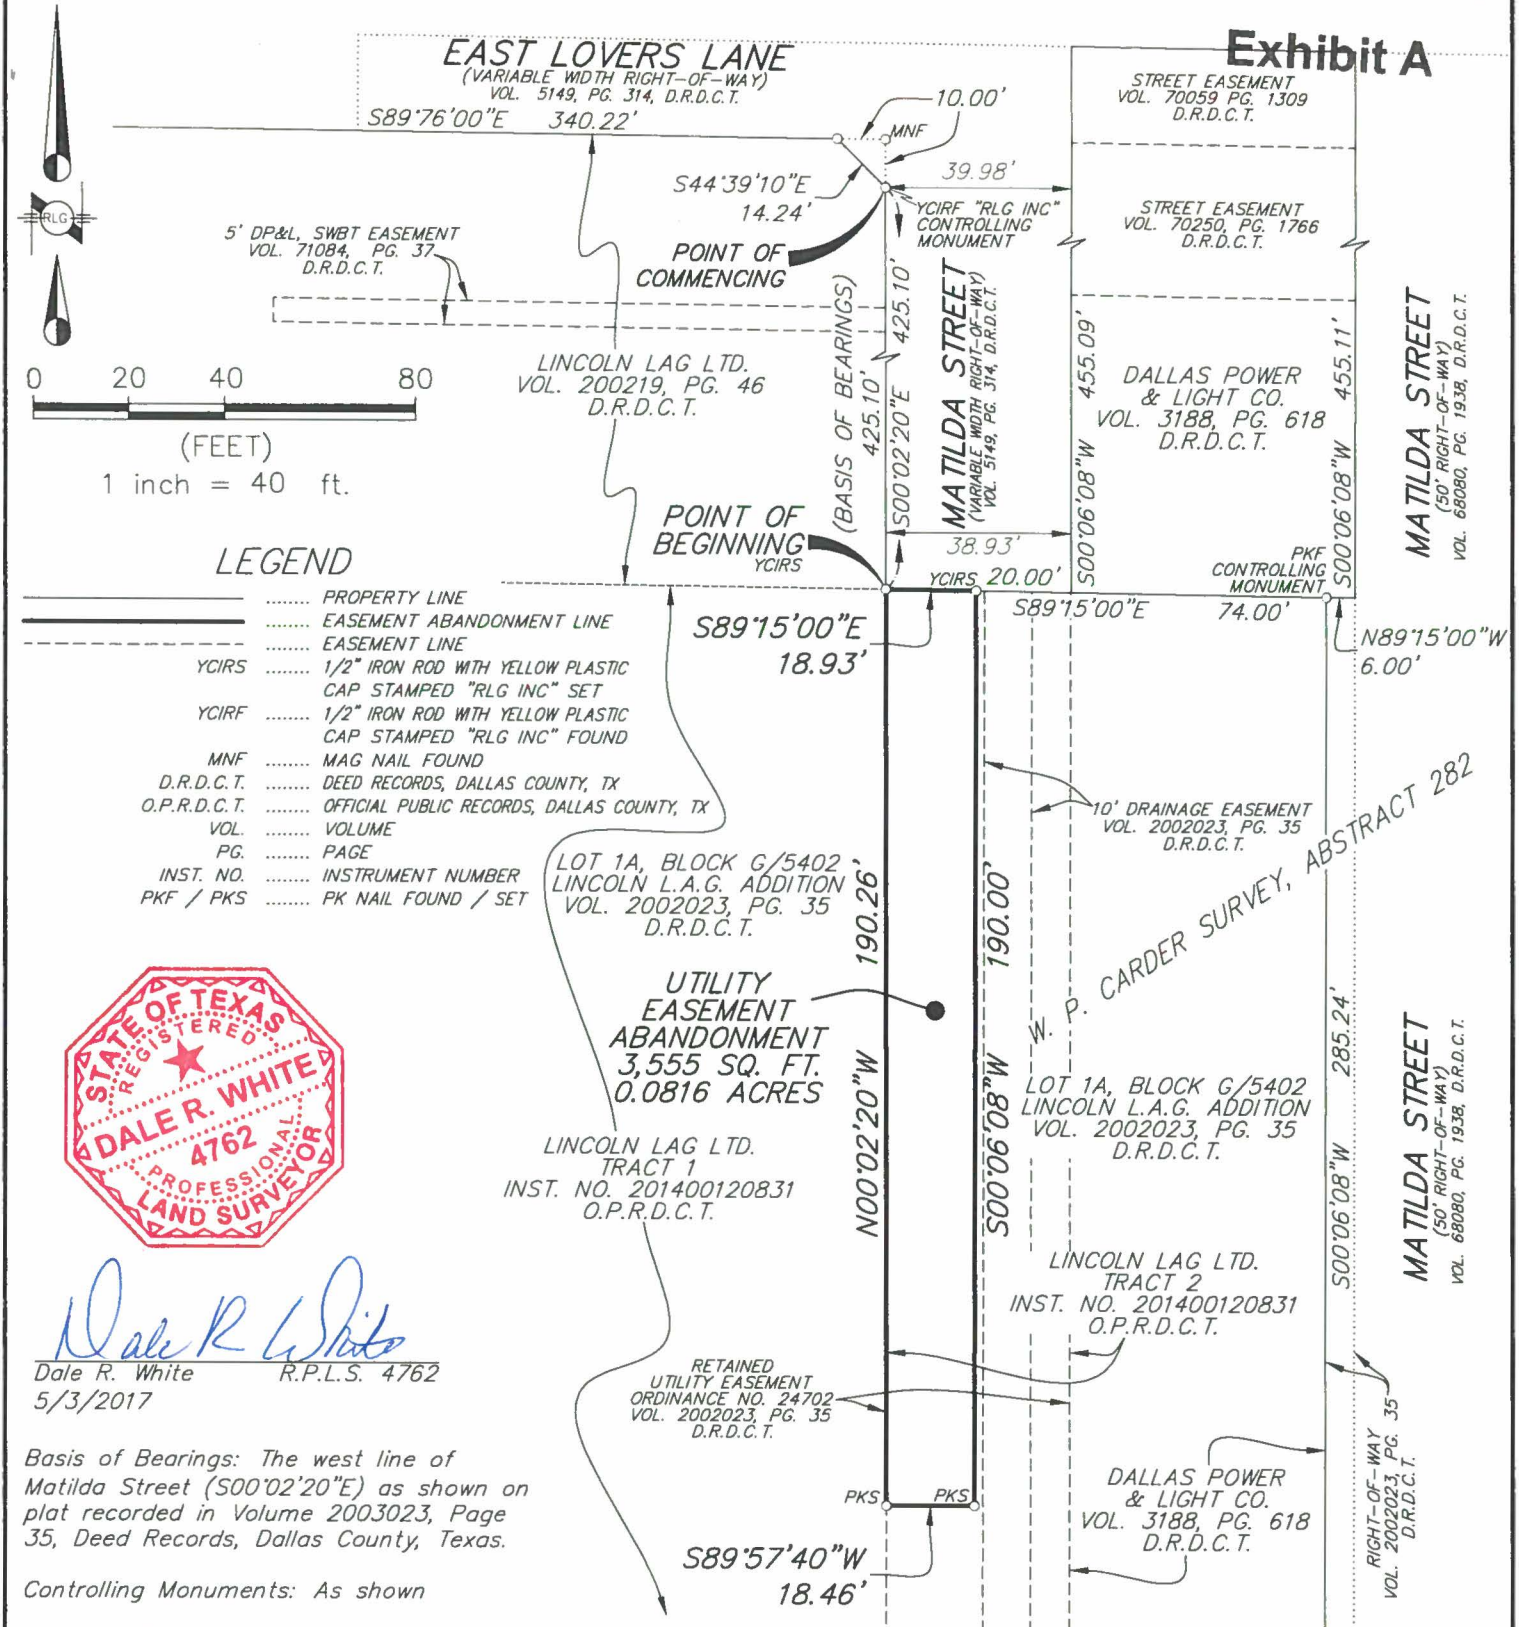 Exhibit A
EAST LOVERS LANE
(VARIABLE WIDTH RIGHT-OF-WAY)
VOL. 5149, PG. 314, D.R.D.C.T.
S89°76'00"E 340.22'
10.00'
MNF
S44°39'10"E
14.24'
39.98'
YCIRF "RLG INC"
CONTROLLING
MONUMENT
POINT OF
COMMENCING
STREET EASEMENT
VOL. 70059 PG. 1309
D.R.D.C.T.
STREET EASEMENT
VOL. 70250, PG. 1766
D.R.D.C.T.
RLG
5' DP&L, SWBT EASEMENT
VOL. 71084, PG. 37
D.R.D.C.T.
0 20 40 80
(FEET)
1 inch = 40 ft.
LINCOLN LAG LTD.
VOL. 200219, PG. 46
D.R.D.C.T.
(BASIS OF BEARINGS)
425.10'
S00°02'20"E 425.10'
MATILDA STREET
(VARIABLE WIDTH RIGHT-OF-WAY)
VOL. 5149, PG. 314, D.R.D.C.T.
S00°06'08"W 455.09'
DALLAS POWER
& LIGHT CO.
VOL. 3188, PG. 618
D.R.D.C.T.
S00°06'08"W 455.11'
MATILDA STREET
(50' RIGHT-OF-WAY)
VOL. 68080, PG. 1938, D.R.D.C.T.
POINT OF
BEGINNING
YCIRS
38.93'
YCIRS 20.00'
PKF
CONTROLLING
MONUMENT
S89°15'00"E 74.00'
N89°15'00"W
6.00'
S89°15'00"E
18.93'
LEGEND
........ PROPERTY LINE
........ EASEMENT ABANDONMENT LINE
........ EASEMENT LINE
YCIRS ........ 1/2" IRON ROD WITH YELLOW PLASTIC
CAP STAMPED "RLG INC" SET
YCIRF ........ 1/2" IRON ROD WITH YELLOW PLASTIC
CAP STAMPED "RLG INC" FOUND
MNF ........ MAG NAIL FOUND
D.R.D.C.T. ........ DEED RECORDS, DALLAS COUNTY, TX
O.P.R.D.C.T. ........ OFFICIAL PUBLIC RECORDS, DALLAS COUNTY, TX
VOL. ........ VOLUME
PG. ........ PAGE
INST. NO. ........ INSTRUMENT NUMBER
PKF / PKS ........ PK NAIL FOUND / SET
10' DRAINAGE EASEMENT
VOL. 2002023, PG. 35
D.R.D.C.T.
W. P. CARDER SURVEY, ABSTRACT 282
LOT 1A, BLOCK G/5402
LINCOLN L.A.G. ADDITION
VOL. 2002023, PG. 35
D.R.D.C.T.
N00°02'20"W 190.26'
S00°06'08"W 190.00'
UTILITY
EASEMENT
ABANDONMENT
3,555 SQ. FT.
0.0816 ACRES
LOT 1A, BLOCK G/5402
LINCOLN L.A.G. ADDITION
VOL. 2002023, PG. 35
D.R.D.C.T.
S00°06'08"W 285.24'
MATILDA STREET
(50' RIGHT-OF-WAY)
VOL. 68080, PG. 1938, D.R.D.C.T.
LINCOLN LAG LTD.
TRACT 1
INST. NO. 201400120831
O.P.R.D.C.T.
LINCOLN LAG LTD.
TRACT 2
INST. NO. 201400120831
O.P.R.D.C.T.
STATE OF TEXAS
REGISTERED
DALE R. WHITE
4762
PROFESSIONAL
LAND SURVEYOR
Dale R White
Dale R. White R.P.L.S. 4762
5/3/2017
RETAINED
UTILITY EASEMENT
ORDINANCE NO. 24702
VOL. 2002023, PG. 35
D.R.D.C.T.
PKS PKS
S89°57'40"W
18.46'
DALLAS POWER
& LIGHT CO.
VOL. 3188, PG. 618
D.R.D.C.T.
RIGHT-OF-WAY
VOL. 2002023, PG. 35
D.R.D.C.T.
Basis of Bearings: The west line of
Matilda Street (S00°02'20"E) as shown on
plat recorded in Volume 2003023, Page
35, Deed Records, Dallas County, Texas.
Controlling Monuments: As shown